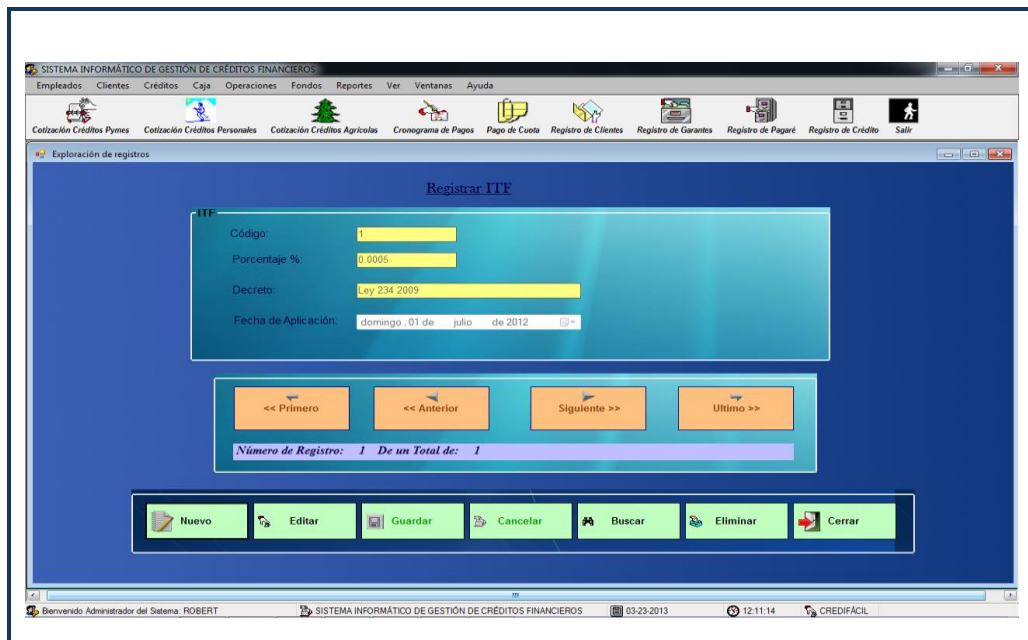 SISTEMA INFORMÁTICO DE GESTIÓN DE CRÉDITOS FINANCIEROS
Empleados Clientes Créditos Caja Operaciones Fondos Reportes Ver Ventanas Ayuda
Cotización Créditos Pymes Cotización Créditos Personales Cotización Créditos Agrícolas Cronograma de Pagos Pago de Cuota Registro de Clientes Registro de Garantes Registro de Pagaré Registro de Crédito Salir
Exploración de registros
Registrar ITF
ITF
Código: 1
Porcentaje %: 0.0005
Decreto: Ley 234 2009
Fecha de Aplicación: domingo , 01 de julio de 2012
<< Primero << Anterior Siguiente >> Ultimo >>
Número de Registro: 1 De un Total de: 1
Nuevo Editar Guardar Cancelar Buscar Eliminar Cerrar
Bienvenido Administrador del Sistema: ROBERT SISTEMA INFORMÁTICO DE GESTIÓN DE CRÉDITOS FINANCIEROS 03-23-2013 12:11:14 CREDIFÁCIL